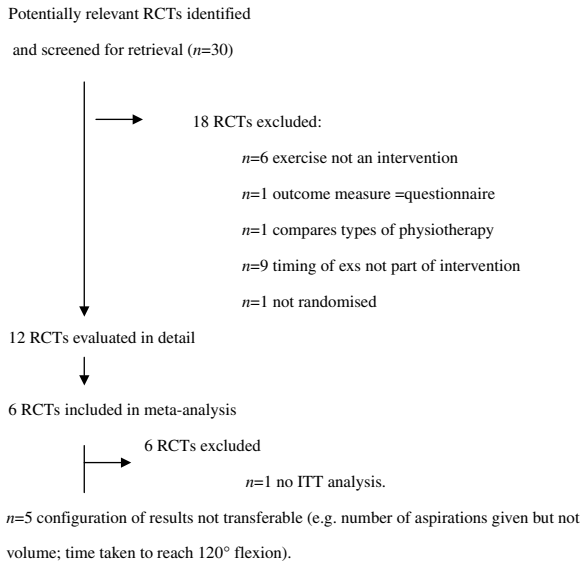 Potentially relevant RCTs identified
and screened for retrieval (n=30)
18 RCTs excluded:
n=6 exercise not an intervention
n=1 outcome measure =questionnaire
n=1 compares types of physiotherapy
n=9 timing of exs not part of intervention
n=1 not randomised
12 RCTs evaluated in detail
6 RCTs included in meta-analysis
6 RCTs excluded
n=1 no ITT analysis.
n=5 configuration of results not transferable (e.g. number of aspirations given but not
volume; time taken to reach 120° flexion).